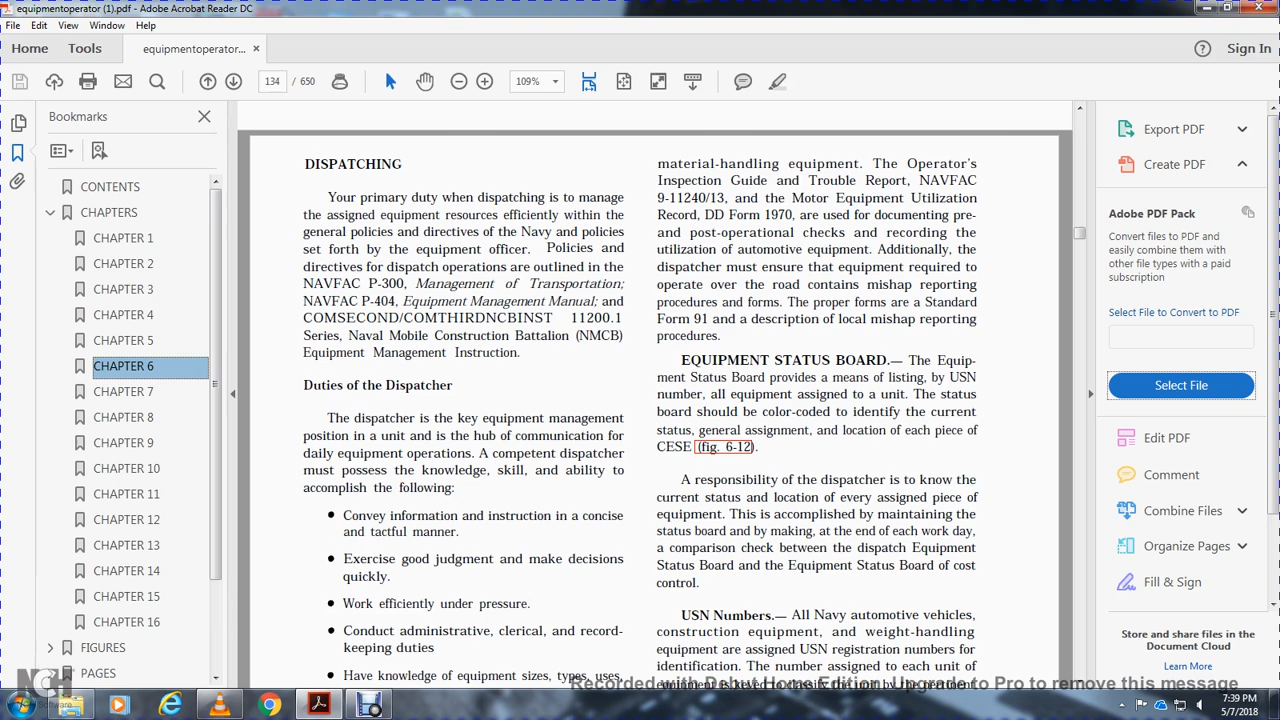 equipmentoperator (1).pdf - Adobe Acrobat Reader DC
File Edit View Window Help
Home Tools equipmentoperator... × Sign In
134 / 650 109%
Bookmarks
CONTENTS
CHAPTERS
CHAPTER 1
CHAPTER 2
CHAPTER 3
CHAPTER 4
CHAPTER 5
CHAPTER 6
CHAPTER 7
CHAPTER 8
CHAPTER 9
CHAPTER 10
CHAPTER 11
CHAPTER 12
CHAPTER 13
CHAPTER 14
CHAPTER 15
CHAPTER 16
FIGURES
PAGES
DISPATCHING
Your primary duty when dispatching is to manage
the assigned equipment resources efficiently within the
general policies and directives of the Navy and policies
set forth by the equipment officer. Policies and
directives for dispatch operations are outlined in the
NAVFAC P-300, Management of Transportation;
NAVFAC P-404, Equipment Management Manual; and
COMSECOND/COMTHIRDNCBINST 11200.1
Series, Naval Mobile Construction Battalion (NMCB)
Equipment Management Instruction.
Duties of the Dispatcher
The dispatcher is the key equipment management
position in a unit and is the hub of communication for
daily equipment operations. A competent dispatcher
must possess the knowledge, skill, and ability to
accomplish the following:
• Convey information and instruction in a concise
and tactful manner.
• Exercise good judgment and make decisions
quickly.
• Work efficiently under pressure.
• Conduct administrative, clerical, and record-
keeping duties
• Have knowledge of equipment sizes, types, uses,
material-handling equipment. The Operator's
Inspection Guide and Trouble Report, NAVFAC
9-11240/13, and the Motor Equipment Utilization
Record, DD Form 1970, are used for documenting pre-
and post-operational checks and recording the
utilization of automotive equipment. Additionally, the
dispatcher must ensure that equipment required to
operate over the road contains mishap reporting
procedures and forms. The proper forms are a Standard
Form 91 and a description of local mishap reporting
procedures.
EQUIPMENT STATUS BOARD.— The Equip-
ment Status Board provides a means of listing, by USN
number, all equipment assigned to a unit. The status
board should be color-coded to identify the current
status, general assignment, and location of each piece of
CESE (fig. 6-12).
A responsibility of the dispatcher is to know the
current status and location of every assigned piece of
equipment. This is accomplished by maintaining the
status board and by making, at the end of each work day,
a comparison check between the dispatch Equipment
Status Board and the Equipment Status Board of cost
control.
USN Numbers.— All Navy automotive vehicles,
construction equipment, and weight-handling
equipment are assigned USN registration numbers for
identification. The number assigned to each unit of
Export PDF
Create PDF
Adobe PDF Pack
Convert files to PDF and
easily combine them with
other file types with a paid
subscription
Select File to Convert to PDF
Select File
Edit PDF
Comment
Combine Files
Organize Pages
Fill & Sign
Store and share files in the
Document Cloud
Learn More
NCH
Software
7:39 PM
5/7/2018